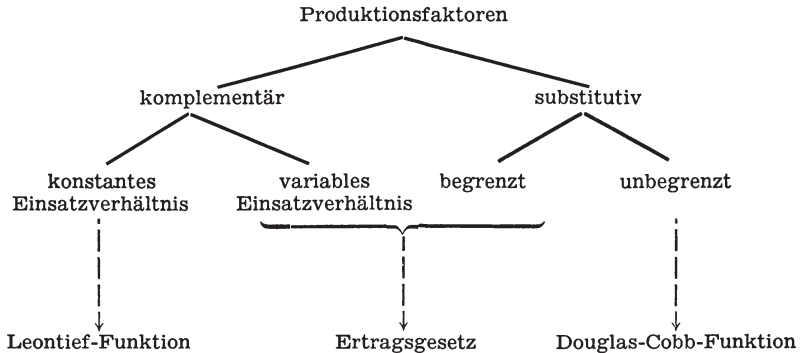 Produktionsfaktoren
komplementär
substitutiv
konstantes
Einsatzverhältnis
variables
Einsatzverhältnis
begrenzt
unbegrenzt
Leontief-Funktion
Ertragsgesetz
Douglas-Cobb-Funktion